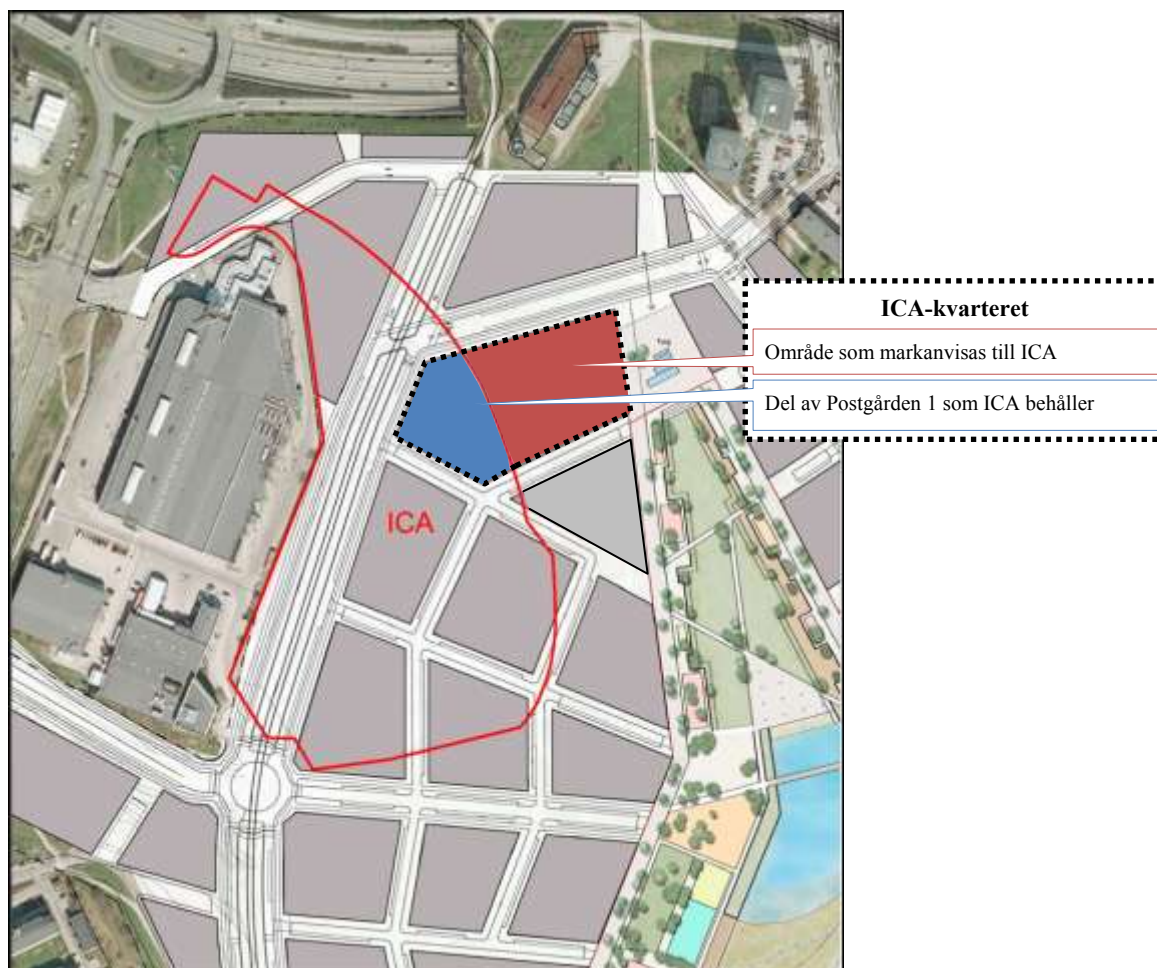 ICA-kvarteret
Område som markanvisas till ICA
Del av Postgården 1 som ICA behåller
ICA